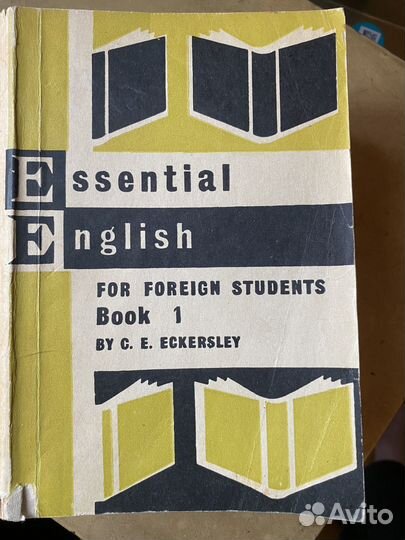 Essential
English
FOR FOREIGN STUDENTS
Book 1
BY C. E. ECKERSLEY
Avito